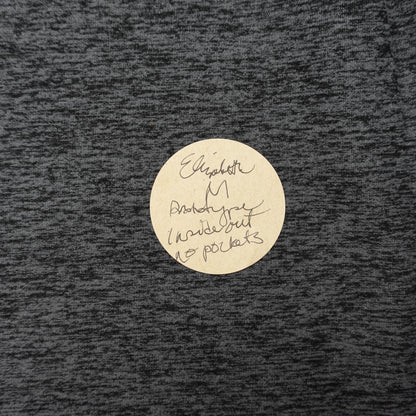 Elizabeth
M
prototype
inside out
no pockets